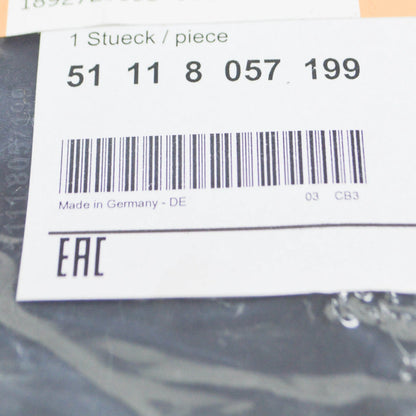 1 Stueck / piece
51 11 8 057 199
Made in Germany - DE 03 CB3
EAC